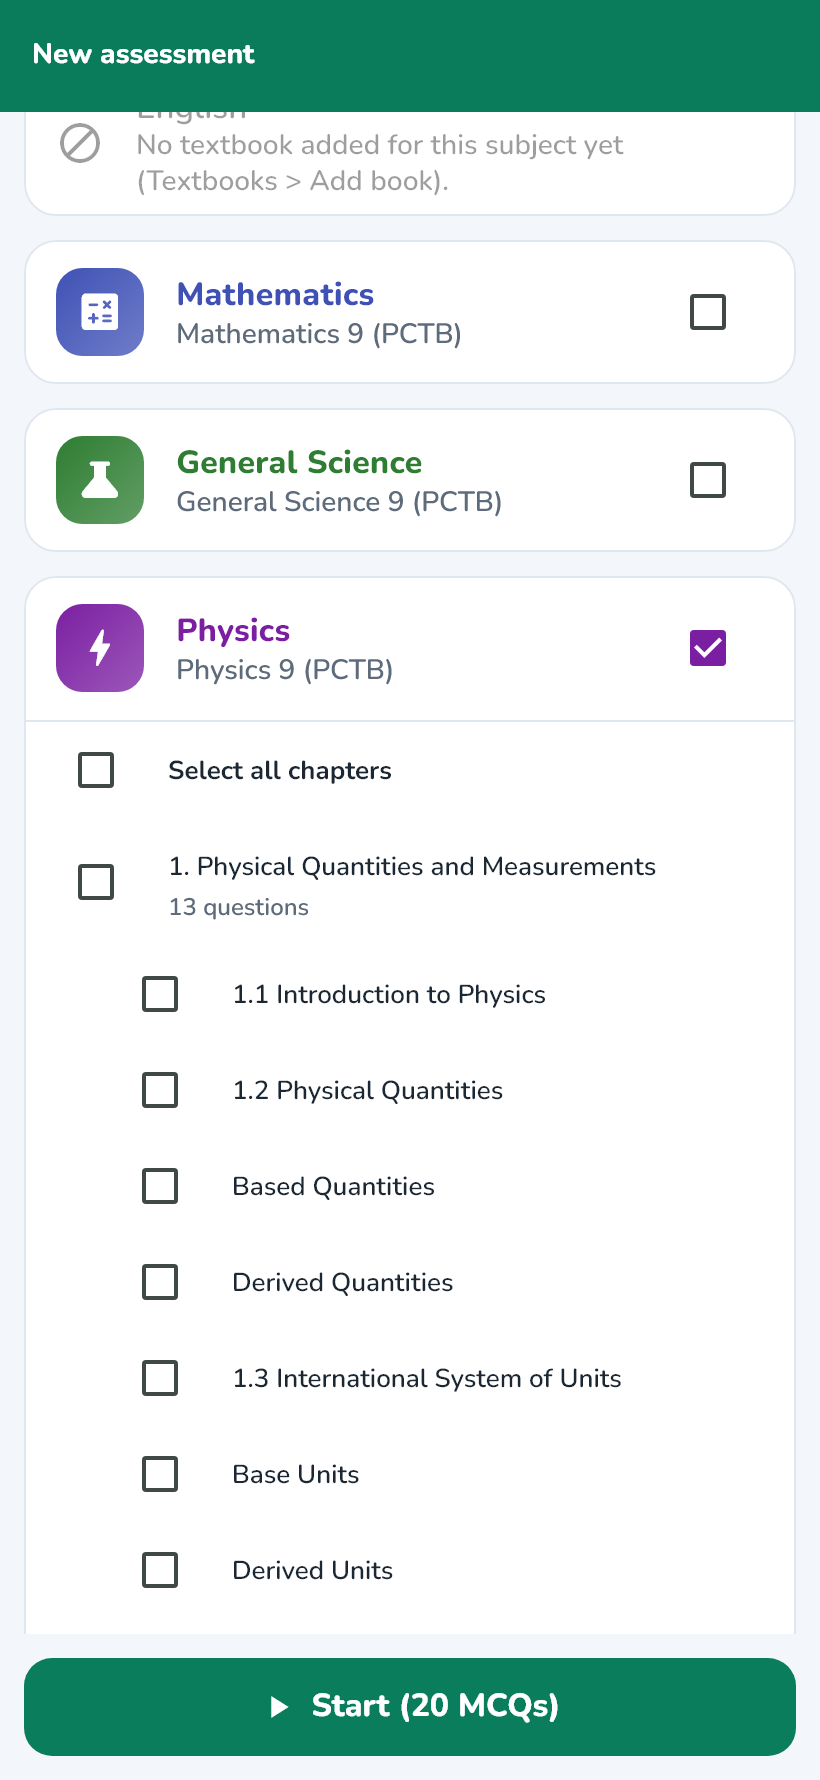 New assessment
English
No textbook added for this subject yet
(Textbooks > Add book).
Mathematics
Mathematics 9 (PCTB)
General Science
General Science 9 (PCTB)
Physics
Physics 9 (PCTB)
Select all chapters
1. Physical Quantities and Measurements
13 questions
1.1 Introduction to Physics
1.2 Physical Quantities
Based Quantities
Derived Quantities
1.3 International System of Units
Base Units
Derived Units
Start (20 MCQs)